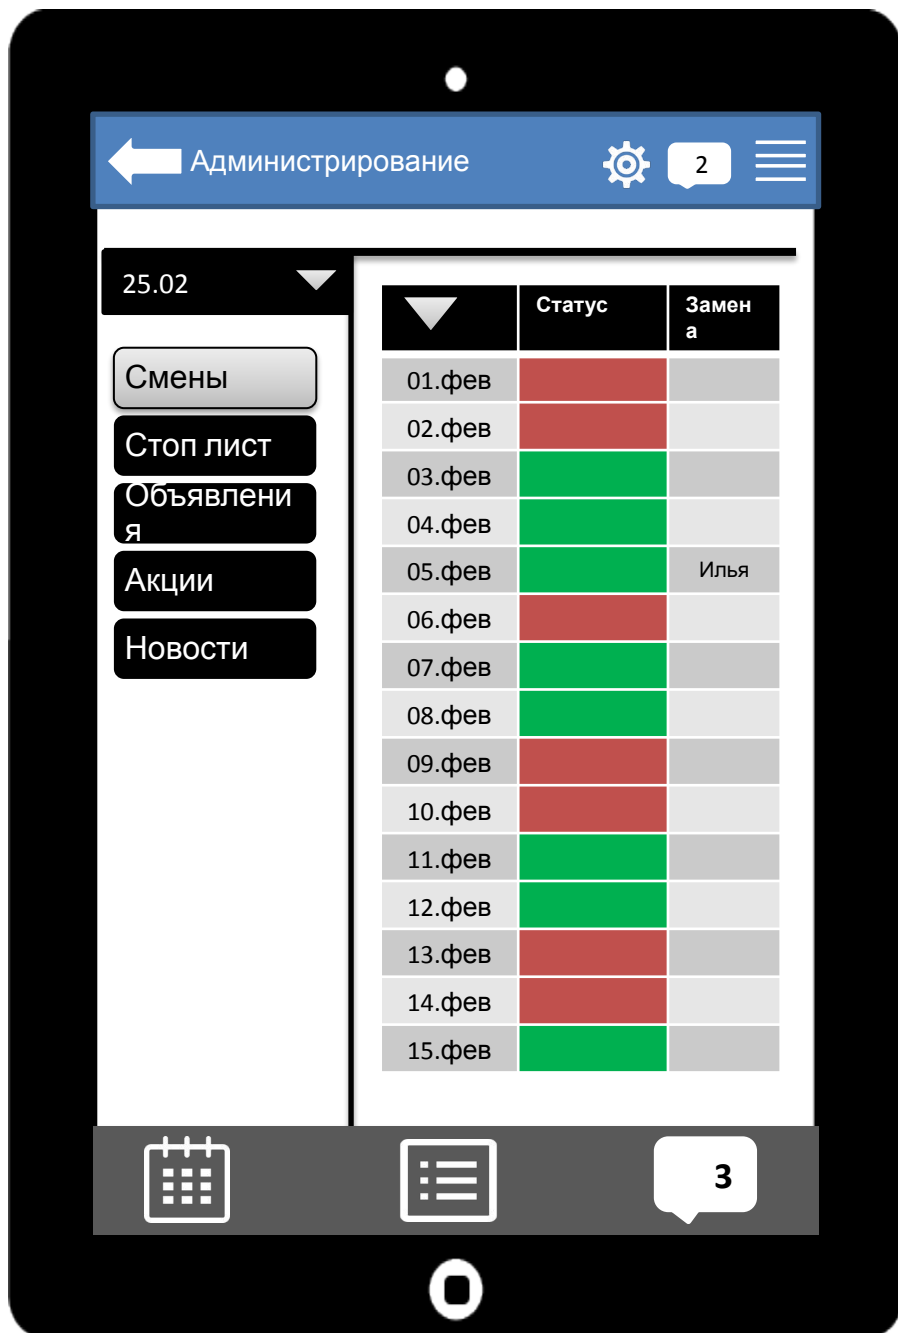 Администрирование
2
25.02
Смены
Стоп лист
Объявлени
я
Акции
Новости
Статус
Замен
а
01.фев
02.фев
03.фев
04.фев
05.фев Илья
06.фев
07.фев
08.фев
09.фев
10.фев
11.фев
12.фев
13.фев
14.фев
15.фев
3